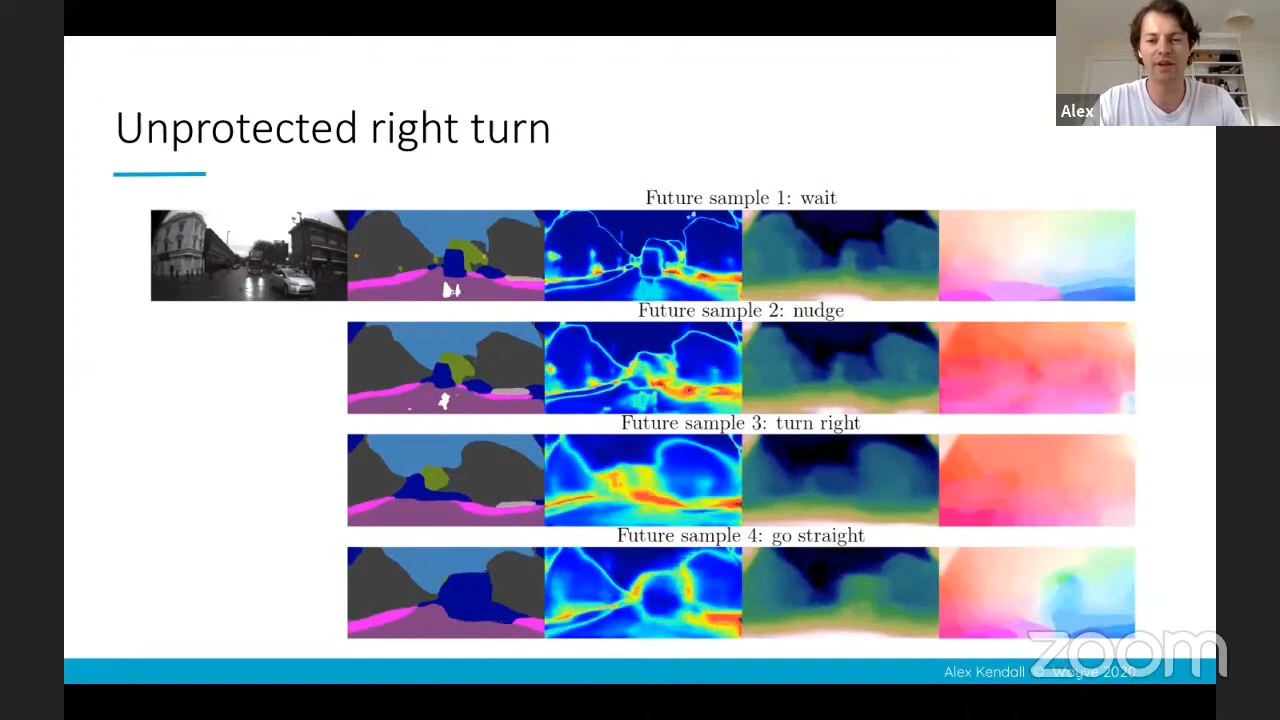 Alex
Unprotected right turn
Future sample 1: wait
Future sample 2: nudge
Future sample 3: turn right
Future sample 4: go straight
zoom
Alex Kendall © Wayve 2020